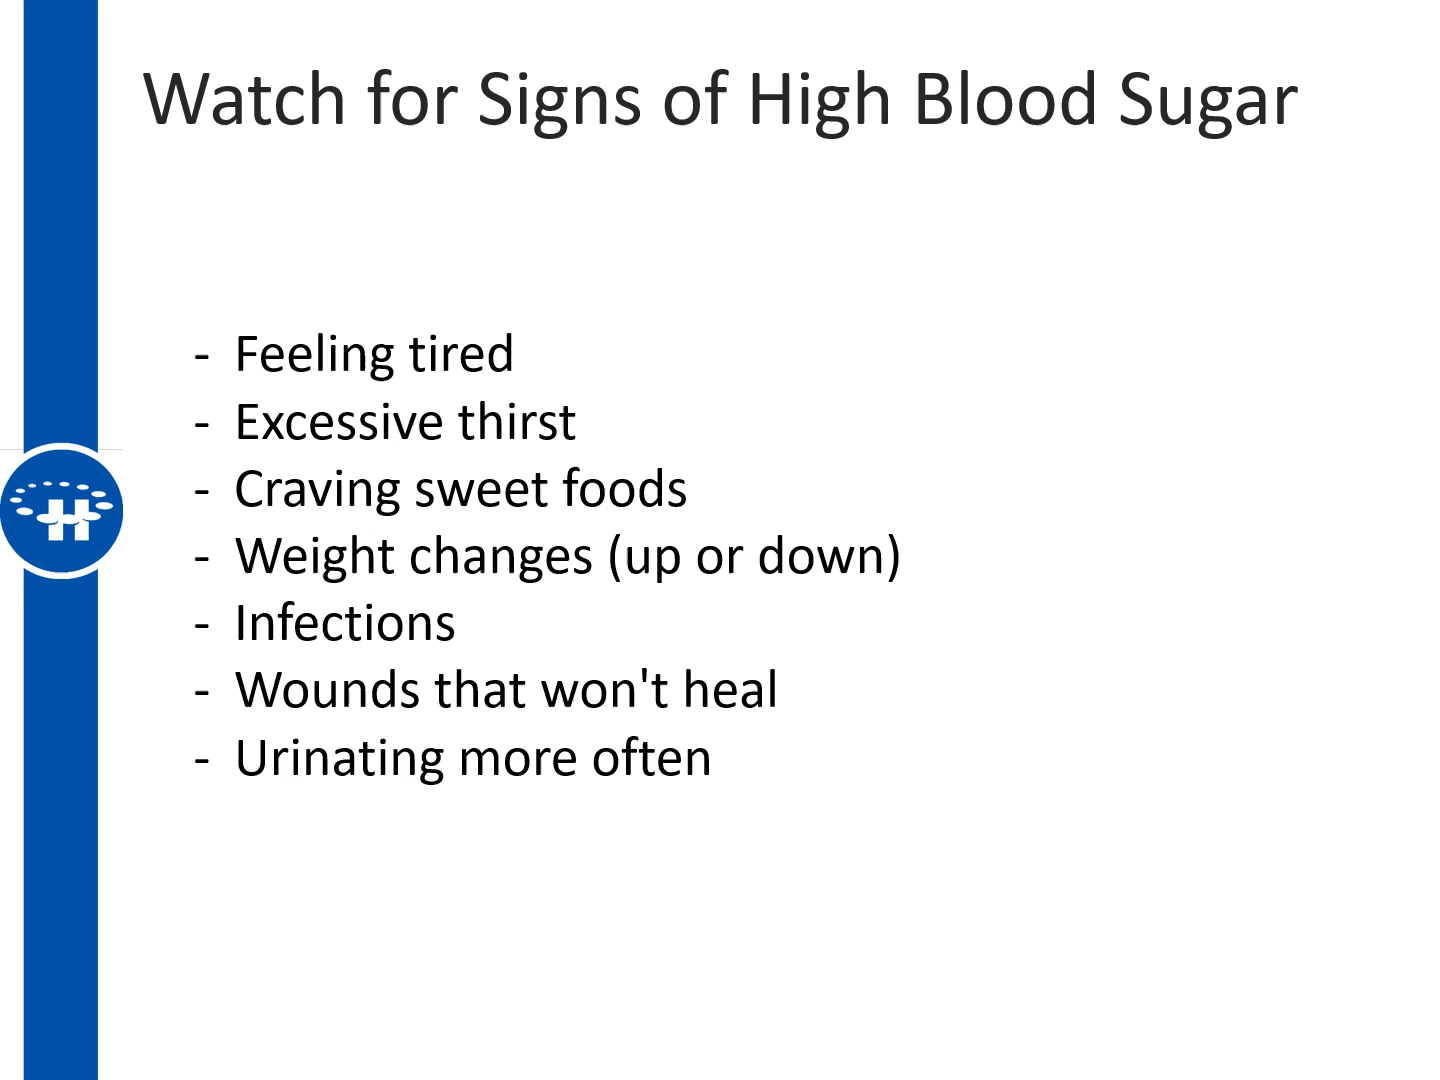 Watch for Signs of High Blood Sugar
- Feeling tired
- Excessive thirst
- Craving sweet foods
- Weight changes (up or down)
- Infections
- Wounds that won't heal
- Urinating more often
H